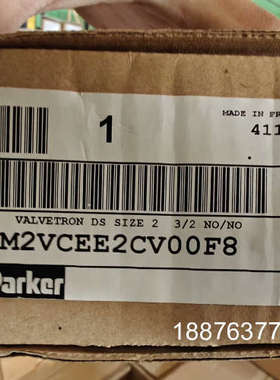 MADE IN FR
1
411
VALVETRON DS SIZE 2 3/2 NO/NO
M2VCEE2CV00F8
Parker
18876377